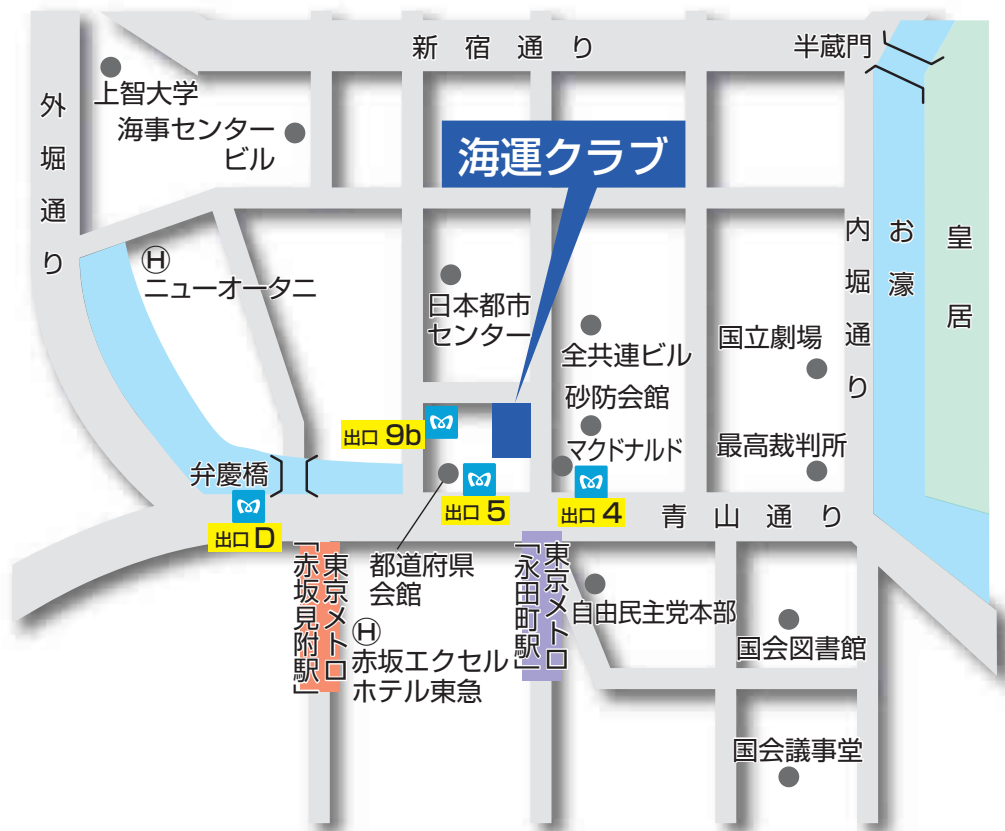 新宿通り
半蔵門
上智大学
外堀通り
海事センター
ビル
海運クラブ
内堀通り
お濠
皇居
Ⓗ
ニューオータニ
日本都市
センター
全共連ビル
国立劇場
砂防会館
出口 9b
マクドナルド
最高裁判所
弁慶橋
出口 5
出口 4
青山通り
出口 D
東京メトロ
「赤坂見附駅」
都道府県
会館
東京メトロ
「永田町駅」
自由民主党本部
国会図書館
Ⓗ
赤坂エクセル
ホテル東急
国会議事堂